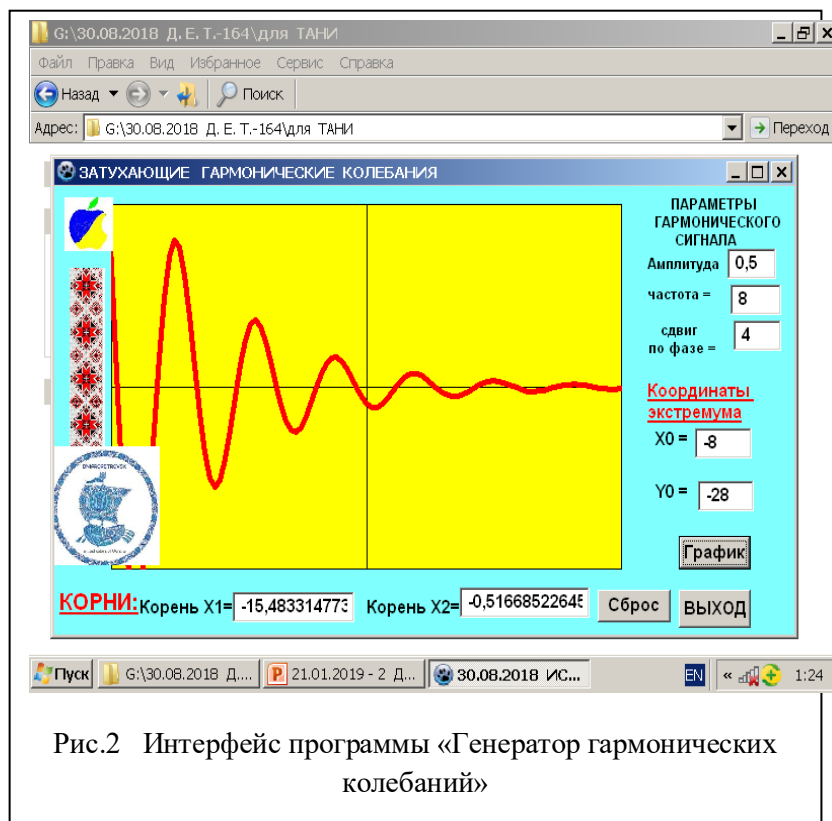 G:\30.08.2018 Д. Е. Т.-164\для ТАНИ
Файл Правка Вид Избранное Сервис Справка
Назад Поиск
Адрес: G:\30.08.2018 Д. Е. Т.-164\для ТАНИ Переход
ЗАТУХАЮЩИЕ ГАРМОНИЧЕСКИЕ КОЛЕБАНИЯ
ПАРАМЕТРЫ
ГАРМОНИЧЕСКОГО
СИГНАЛА
Амплитуда 0,5
частота = 8
сдвиг
по фазе = 4
Координаты
экстремума
X0 = -8
Y0 = -28
График
DNIPROPETROVSK
КОРНИ: Корень X1= -15,483314773 Корень X2= -0,51668522645 Сброс ВЫХОД
Пуск G:\30.08.2018 Д.... 21.01.2019 - 2 Д... 30.08.2018 ИС... EN « 1:24
Рис.2 Интерфейс программы «Генератор гармонических
колебаний»